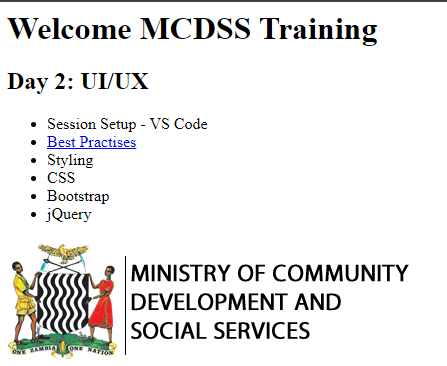 Welcome MCDSS Training
Day 2: UI/UX
Session Setup - VS Code
Best Practises
Styling
CSS
Bootstrap
jQuery
MINISTRY OF COMMUNITY
DEVELOPMENT AND
SOCIAL SERVICES
ONE ZAMBIA ONE NATION